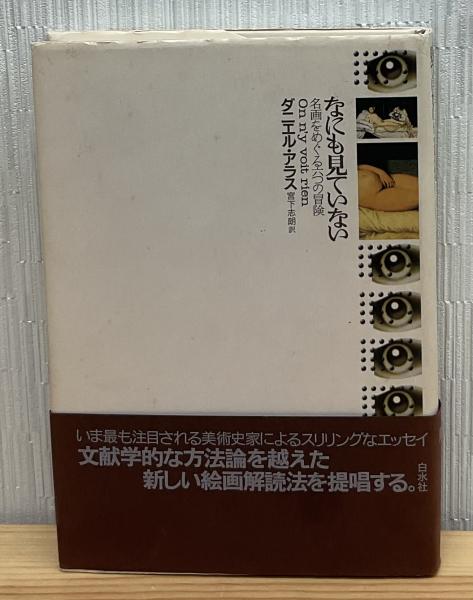 なにも見ていない
名画をめぐる六つの冒険
On n'y voit rien
ダニエル・アラス 宮下志朗 訳
いま最も注目される美術史家によるスリリングなエッセイ
文献学的な方法論を越えた
新しい絵画解読法を提唱する。
白水社